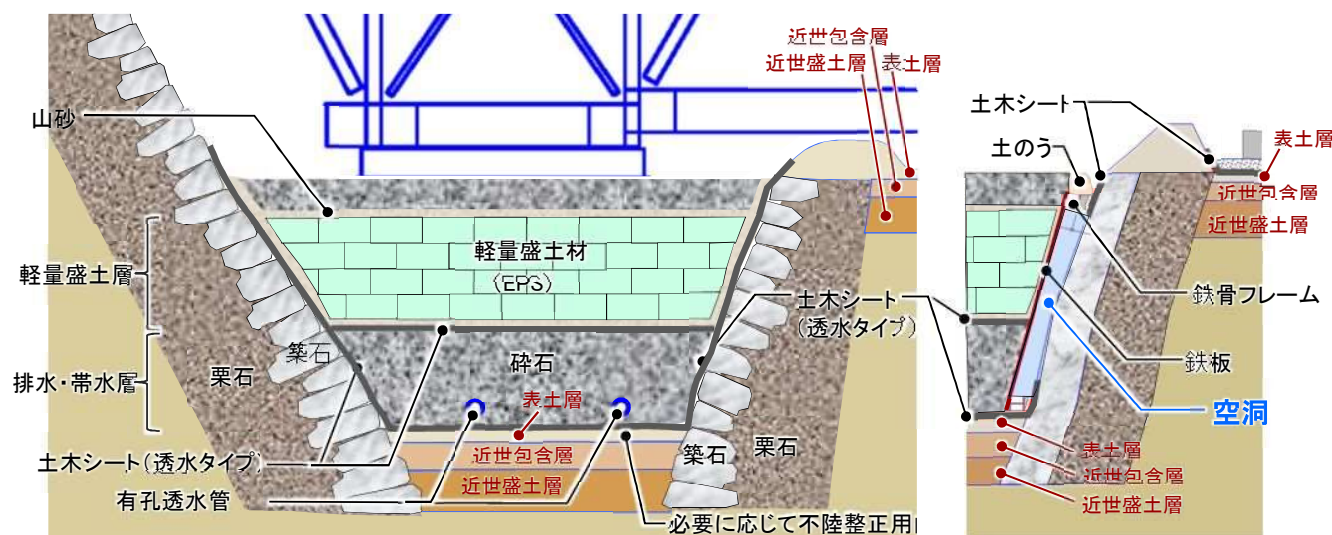 近世包含層
近世盛土層
表土層
山砂
軽量盛土材
(EPS)
軽量盛土層
排水・帯水層
栗石
築石
砕石
表土層
土木シート
(透水タイプ)
近世包含層
近世盛土層
築石
栗石
土木シート(透水タイプ)
有孔透水管
必要に応じて不陸整正用
土木シート
土のう
表土層
近世包含層
近世盛土層
鉄骨フレーム
鉄板
空洞
表土層
近世包含層
近世盛土層